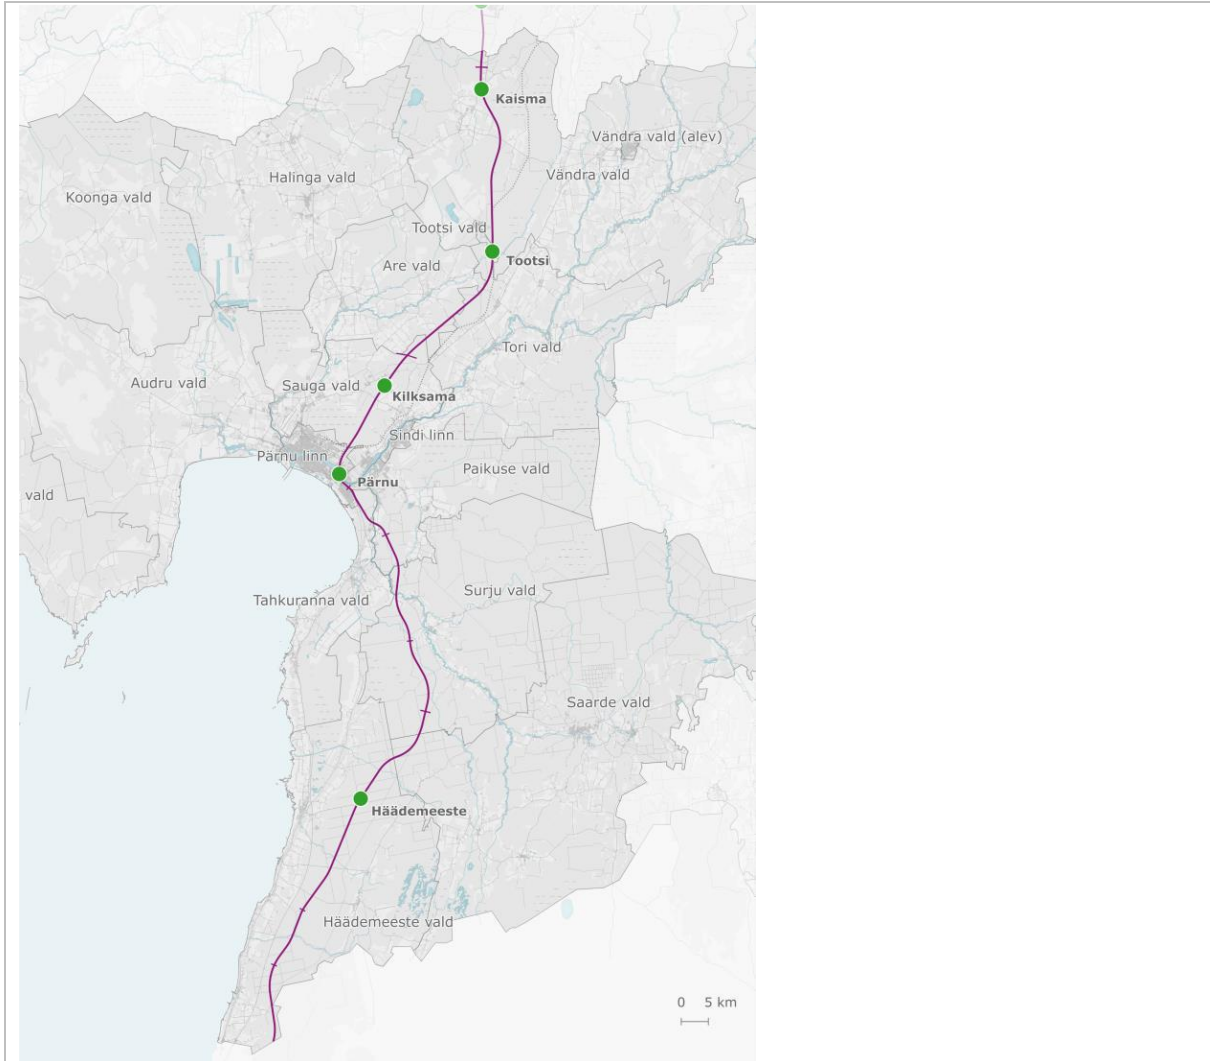 Kaisma
Vändra vald (alev)
Halinga vald
Vändra vald
Koonga vald
Tootsi vald
Tootsi
Are vald
Tori vald
Audru vald
Sauga vald
Kilksama
Sindi linn
Pärnu linn
Paikuse vald
Pärnu
vald
Surju vald
Tahkuranna vald
Saarde vald
Häädemeeste
Häädemeeste vald
0 5 km